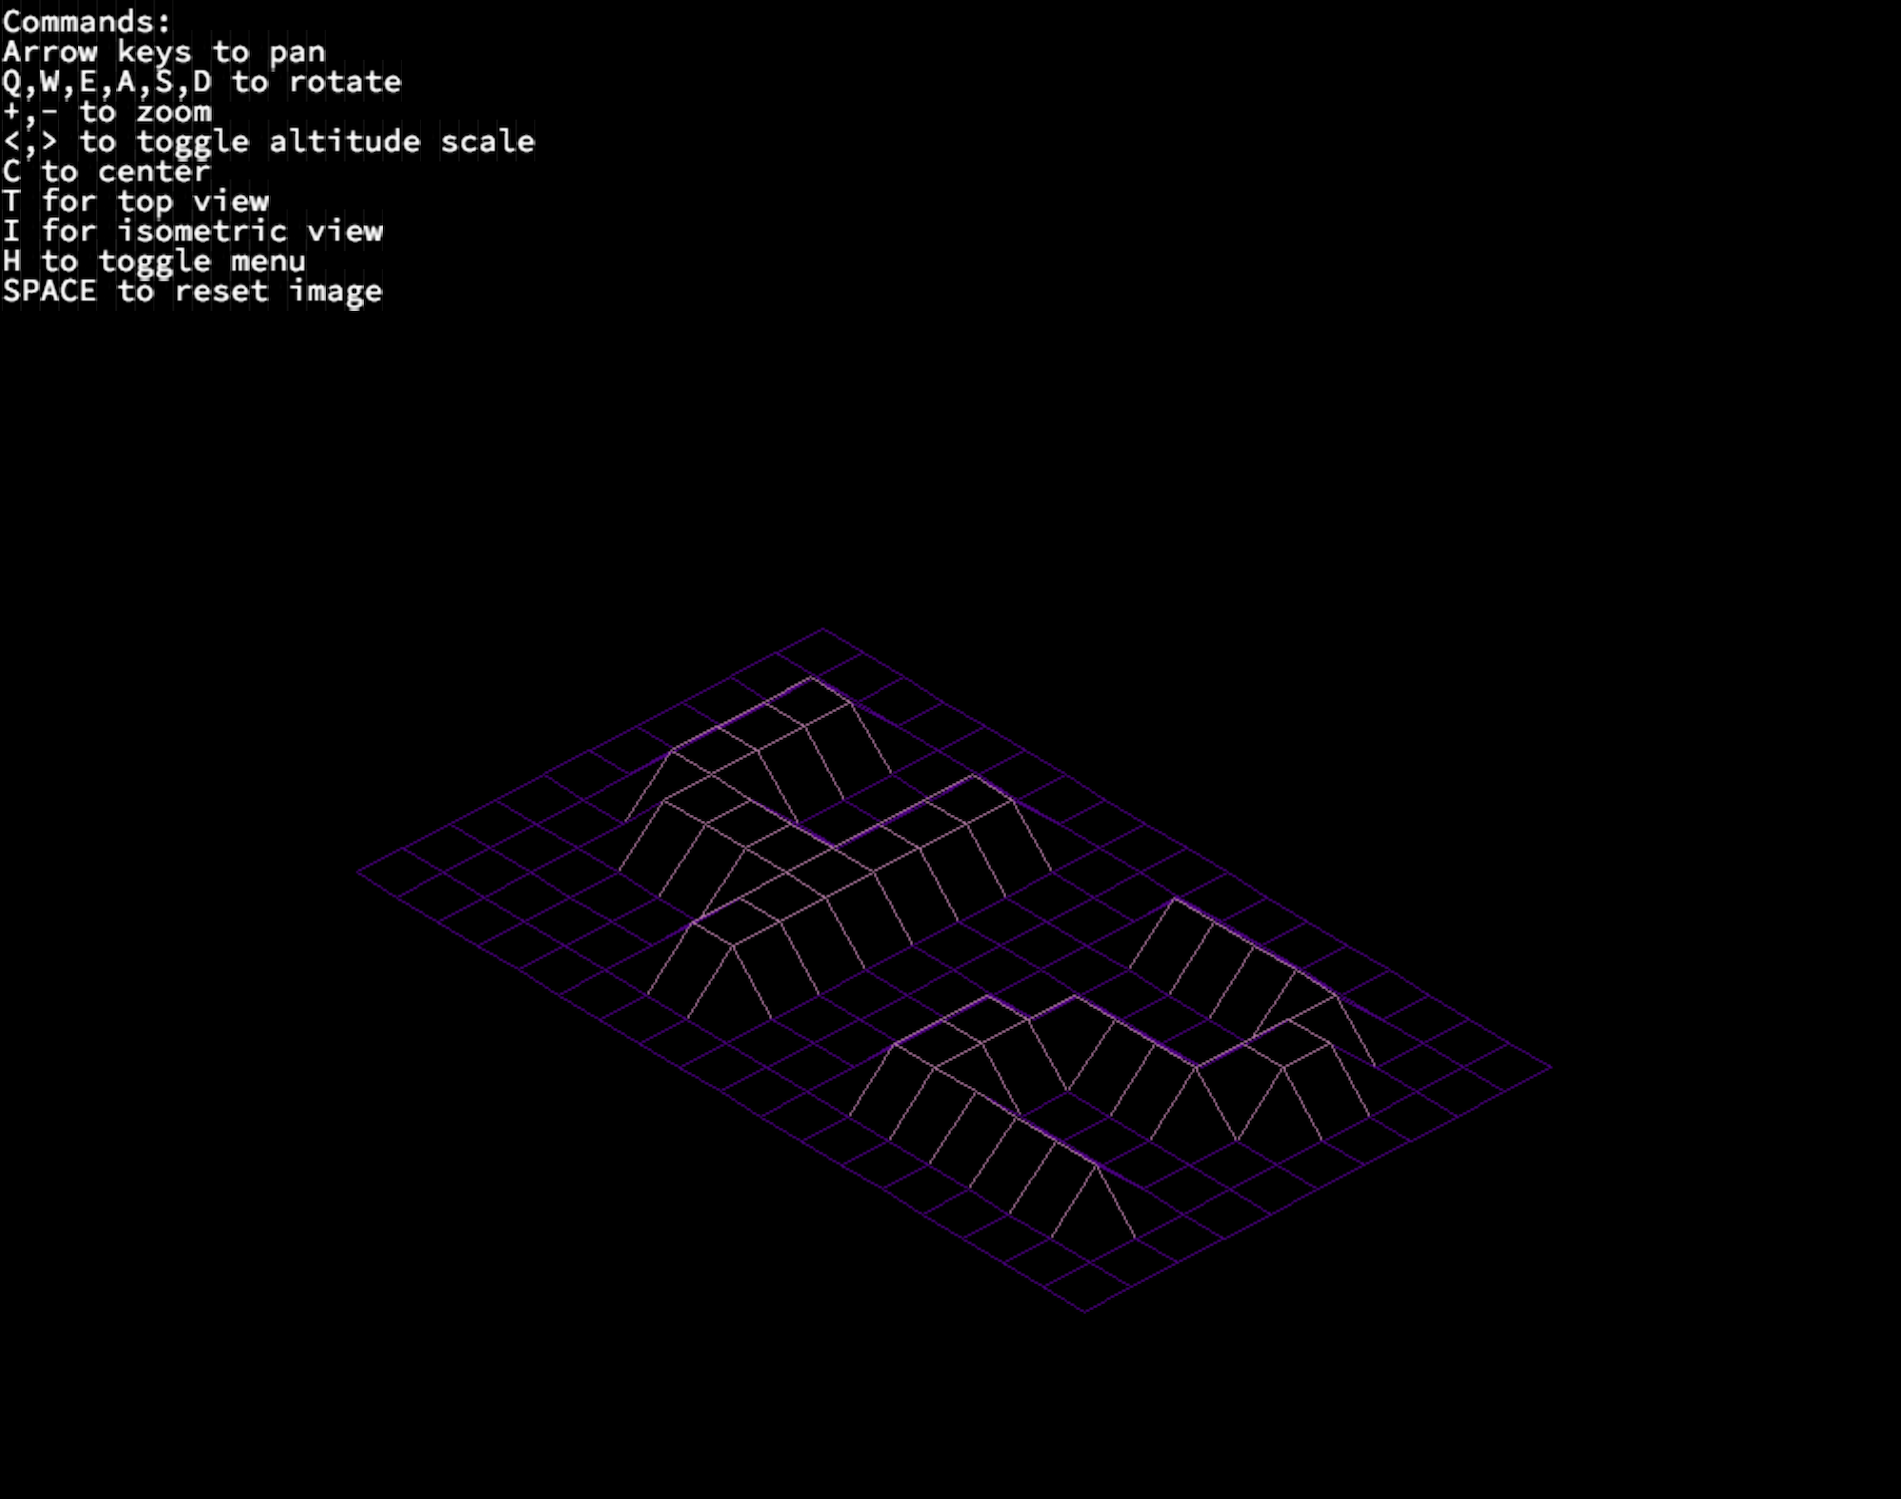 Commands:
Arrow keys to pan
Q,W,E,A,S,D to rotate
+,- to zoom
<,> to toggle altitude scale
C to center
T for top view
I for isometric view
H to toggle menu
SPACE to reset image